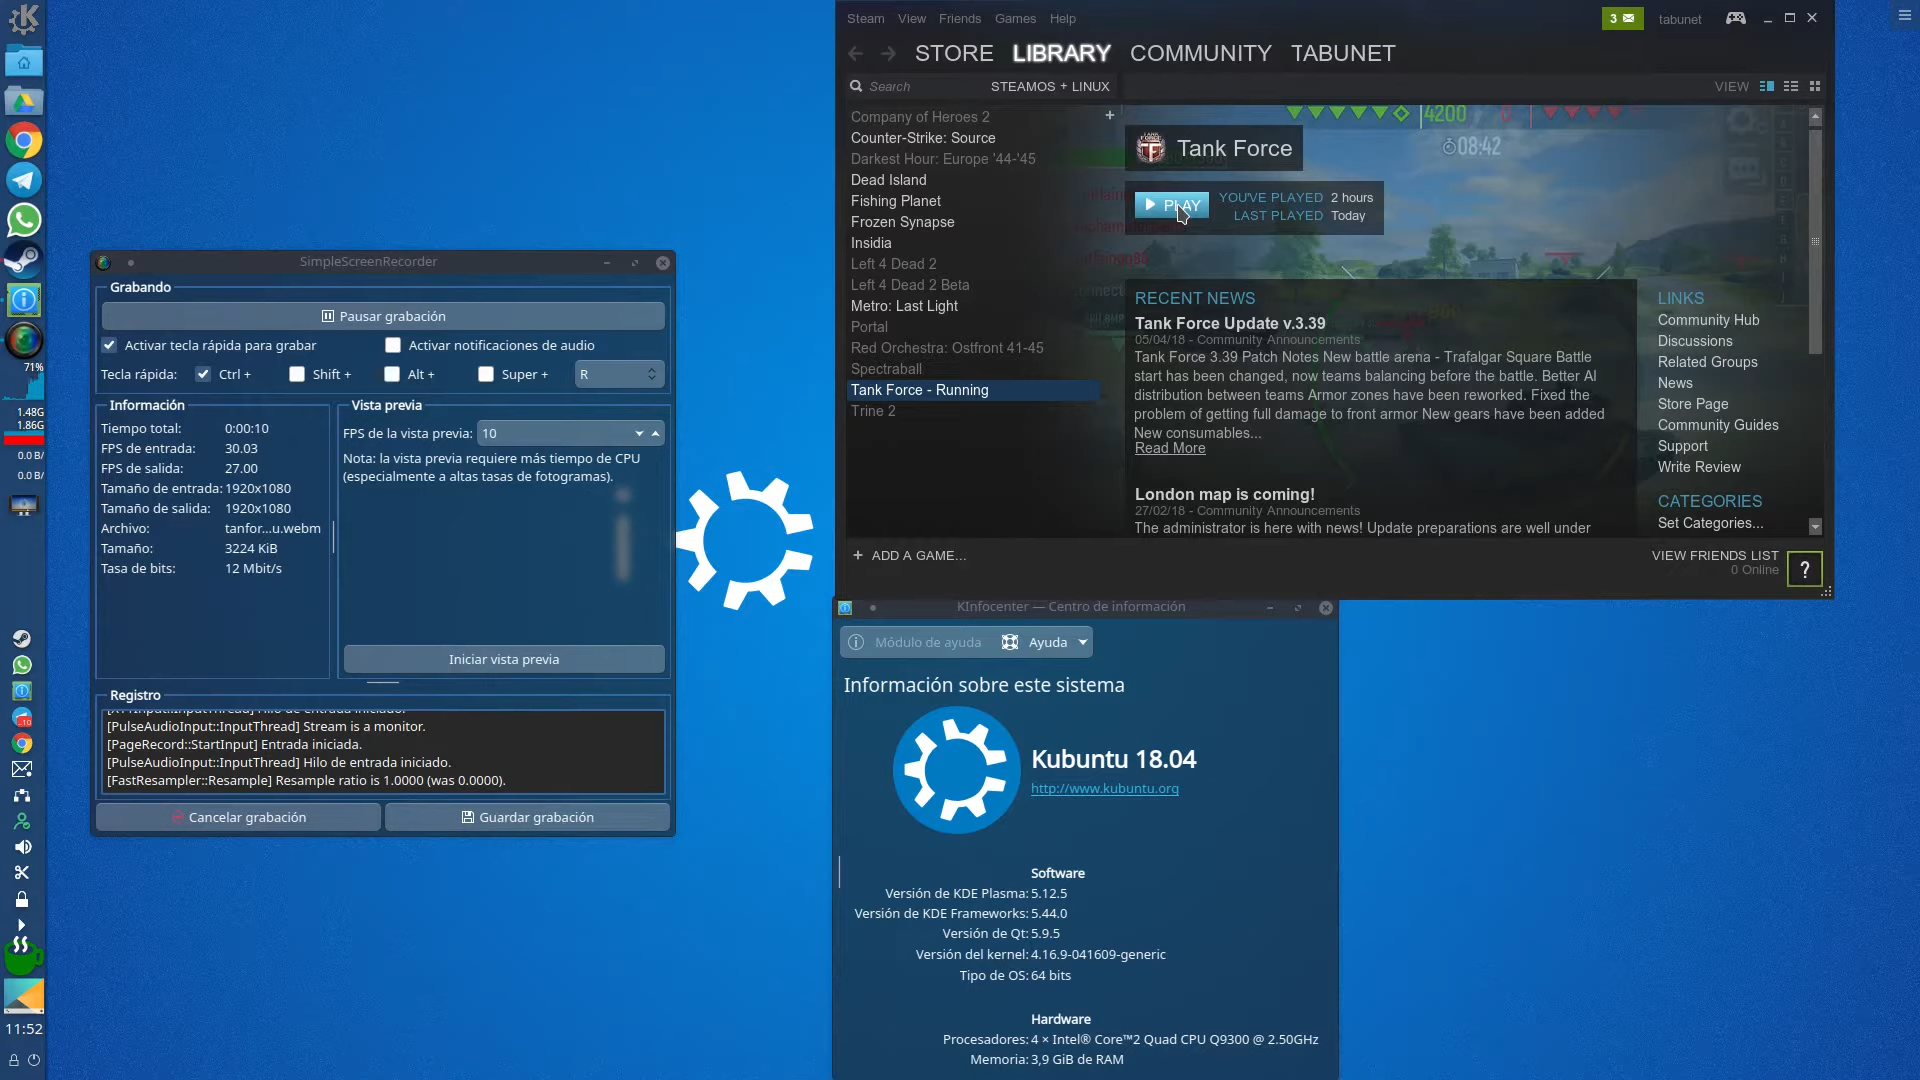 71%
1.48G
1.86G
0.0 B/
0.0 B/
11:52
SimpleScreenRecorder
Grabando
Pausar grabación
Activar tecla rápida para grabar
Activar notificaciones de audio
Tecla rápida: Ctrl + Shift + Alt + Super + R
Información
Tiempo total: 0:00:10
FPS de entrada: 30.03
FPS de salida: 27.00
Tamaño de entrada: 1920x1080
Tamaño de salida: 1920x1080
Archivo: tanfor...u.webm
Tamaño: 3224 KiB
Tasa de bits: 12 Mbit/s
Vista previa
FPS de la vista previa: 10
Nota: la vista previa requiere más tiempo de CPU
(especialmente a altas tasas de fotogramas).
Iniciar vista previa
Registro
[PulseAudioInput::InputThread] Stream is a monitor.
[PageRecord::StartInput] Entrada iniciada.
[PulseAudioInput::InputThread] Hilo de entrada iniciado.
[FastResampler::Resample] Resample ratio is 1.0000 (was 0.0000).
Cancelar grabación
Guardar grabación
Steam View Friends Games Help
3
tabunet
STORE LIBRARY COMMUNITY TABUNET
Search
STEAMOS + LINUX
VIEW
Company of Heroes 2
Counter-Strike: Source
Darkest Hour: Europe '44-'45
Dead Island
Fishing Planet
Frozen Synapse
Insidia
Left 4 Dead 2
Left 4 Dead 2 Beta
Metro: Last Light
Portal
Red Orchestra: Ostfront 41-45
Spectraball
Tank Force - Running
Trine 2
4200
08:42
Tank Force
PLAY
YOU'VE PLAYED 2 hours
LAST PLAYED Today
RECENT NEWS
Tank Force Update v.3.39
05/04/18 - Community Announcements
Tank Force 3.39 Patch Notes New battle arena - Trafalgar Square Battle
start has been changed, now teams balancing before the battle. Better AI
distribution between teams Armor zones have been reworked. Fixed the
problem of getting full damage to front armor New gears have been added
New consumables...
Read More
London map is coming!
27/02/18 - Community Announcements
The administrator is here with news! Update preparations are well under
LINKS
Community Hub
Discussions
Related Groups
News
Store Page
Community Guides
Support
Write Review
CATEGORIES
Set Categories...
+ ADD A GAME...
VIEW FRIENDS LIST
0 Online
?
KInfocenter — Centro de información
Módulo de ayuda
Ayuda
Información sobre este sistema
Kubuntu 18.04
http://www.kubuntu.org
Software
Versión de KDE Plasma: 5.12.5
Versión de KDE Frameworks: 5.44.0
Versión de Qt: 5.9.5
Versión del kernel: 4.16.9-041609-generic
Tipo de OS: 64 bits
Hardware
Procesadores: 4 × Intel® Core™2 Quad CPU Q9300 @ 2.50GHz
Memoria: 3,9 GiB de RAM